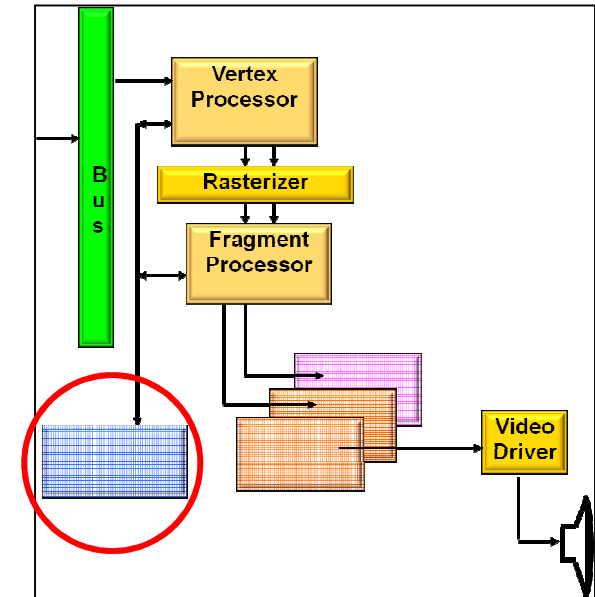 Vertex
Processor
B
u
s
Rasterizer
Fragment
Processor
Video
Driver